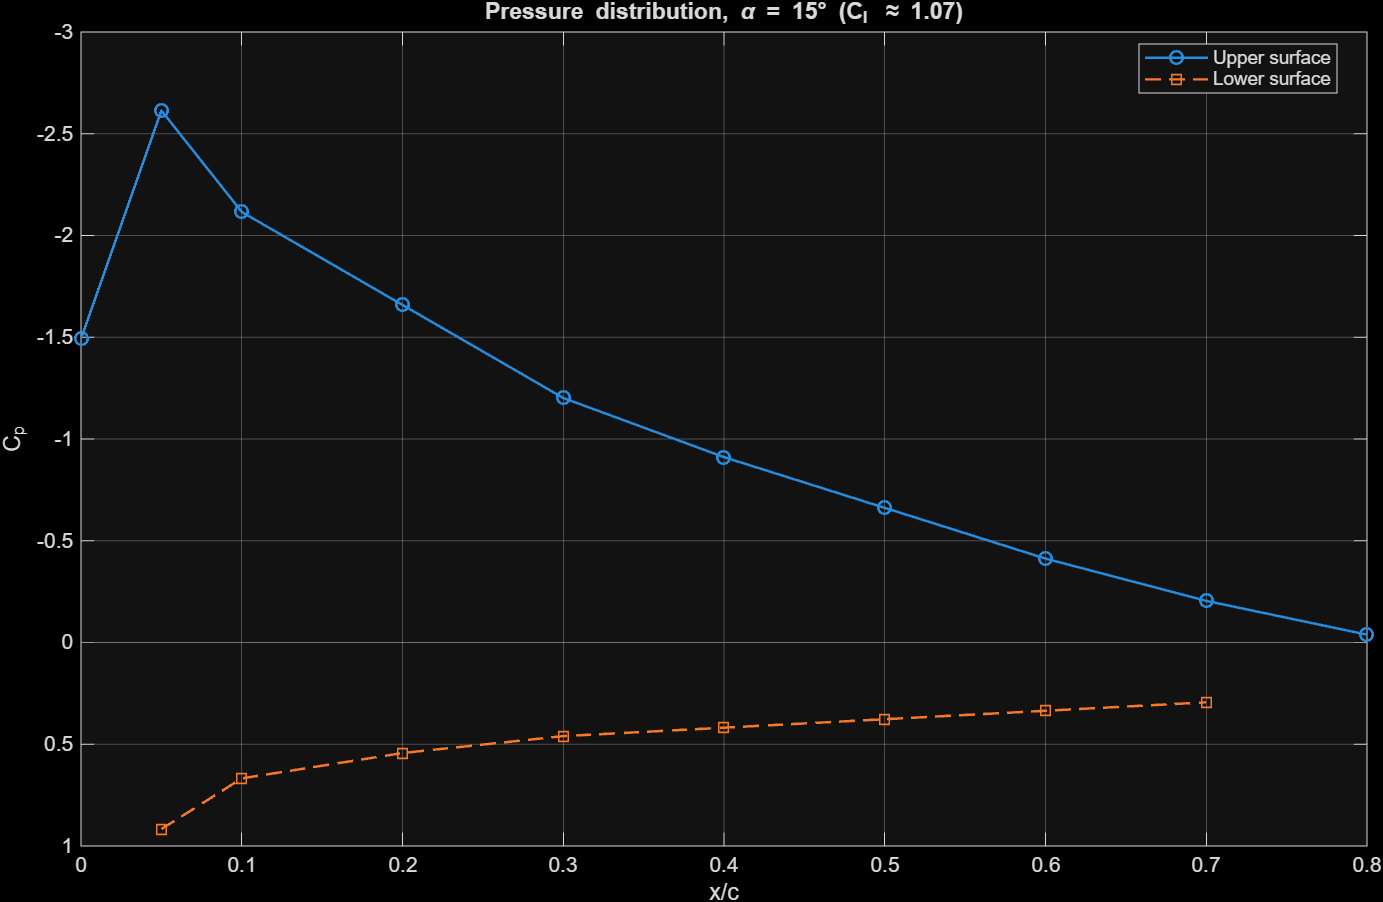 Pressure distribution, α = 15° (Cl ≈ 1.07)
-3
-2.5
-2
-1.5
-1
-0.5
0
0.5
1
Cp
Upper surface
Lower surface
0 0.1 0.2 0.3 0.4 0.5 0.6 0.7 0.8
x/c